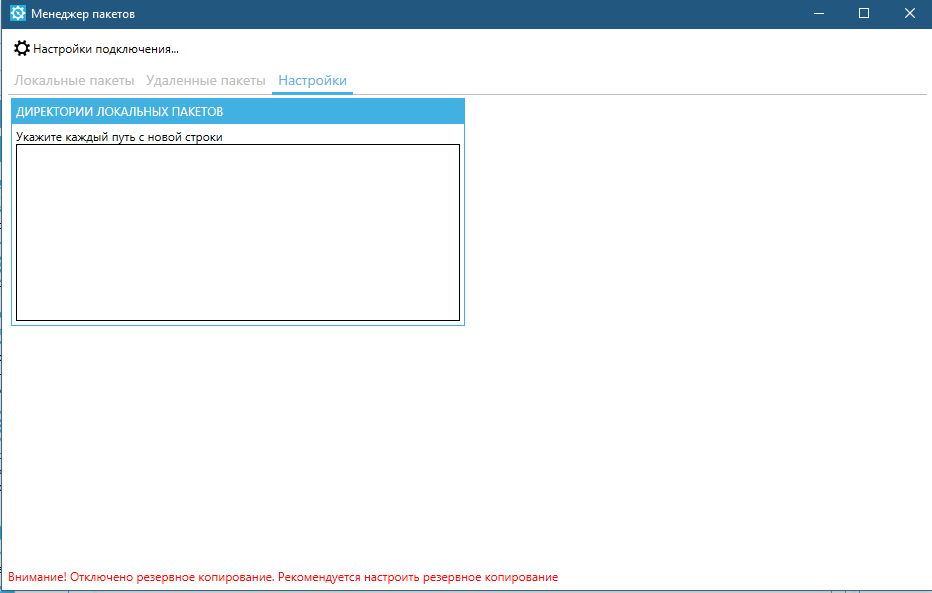 Менеджер пакетов
Настройки подключения...
Локальные пакеты Удаленные пакеты Настройки
ДИРЕКТОРИИ ЛОКАЛЬНЫХ ПАКЕТОВ
Укажите каждый путь с новой строки
Внимание! Отключено резервное копирование. Рекомендуется настроить резервное копирование